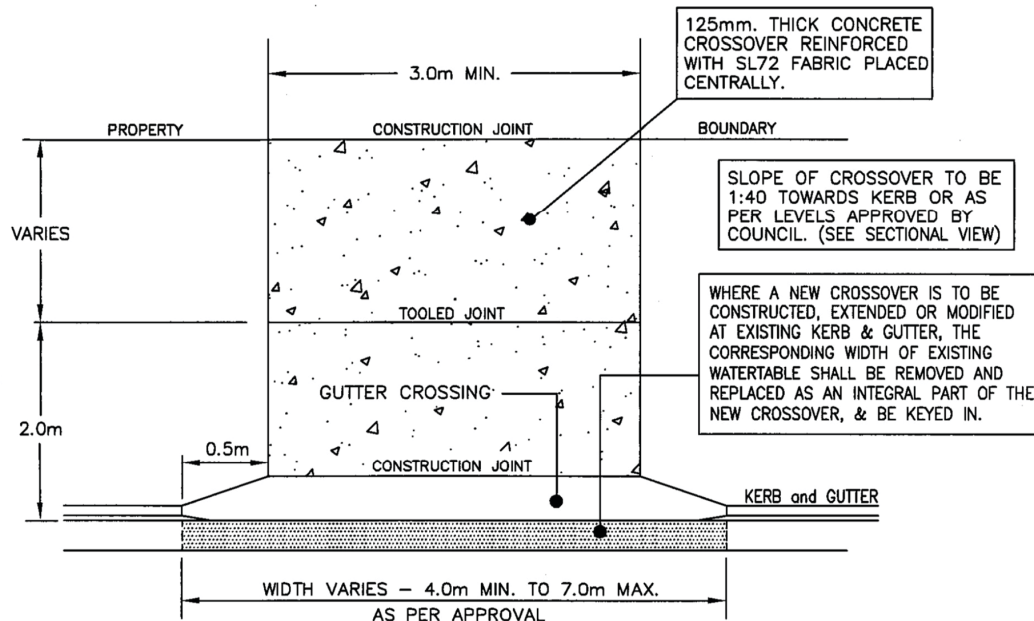 125mm. THICK CONCRETE
CROSSOVER REINFORCED
WITH SL72 FABRIC PLACED
CENTRALLY.
3.0m MIN.
PROPERTY
CONSTRUCTION JOINT
BOUNDARY
SLOPE OF CROSSOVER TO BE
1:40 TOWARDS KERB OR AS
PER LEVELS APPROVED BY
COUNCIL. (SEE SECTIONAL VIEW)
VARIES
WHERE A NEW CROSSOVER IS TO BE
CONSTRUCTED, EXTENDED OR MODIFIED
AT EXISTING KERB & GUTTER, THE
CORRESPONDING WIDTH OF EXISTING
WATERTABLE SHALL BE REMOVED AND
REPLACED AS AN INTEGRAL PART OF THE
NEW CROSSOVER, & BE KEYED IN.
TOOLED JOINT
GUTTER CROSSING
2.0m
0.5m
CONSTRUCTION JOINT
KERB and GUTTER
WIDTH VARIES – 4.0m MIN. TO 7.0m MAX.
AS PER APPROVAL